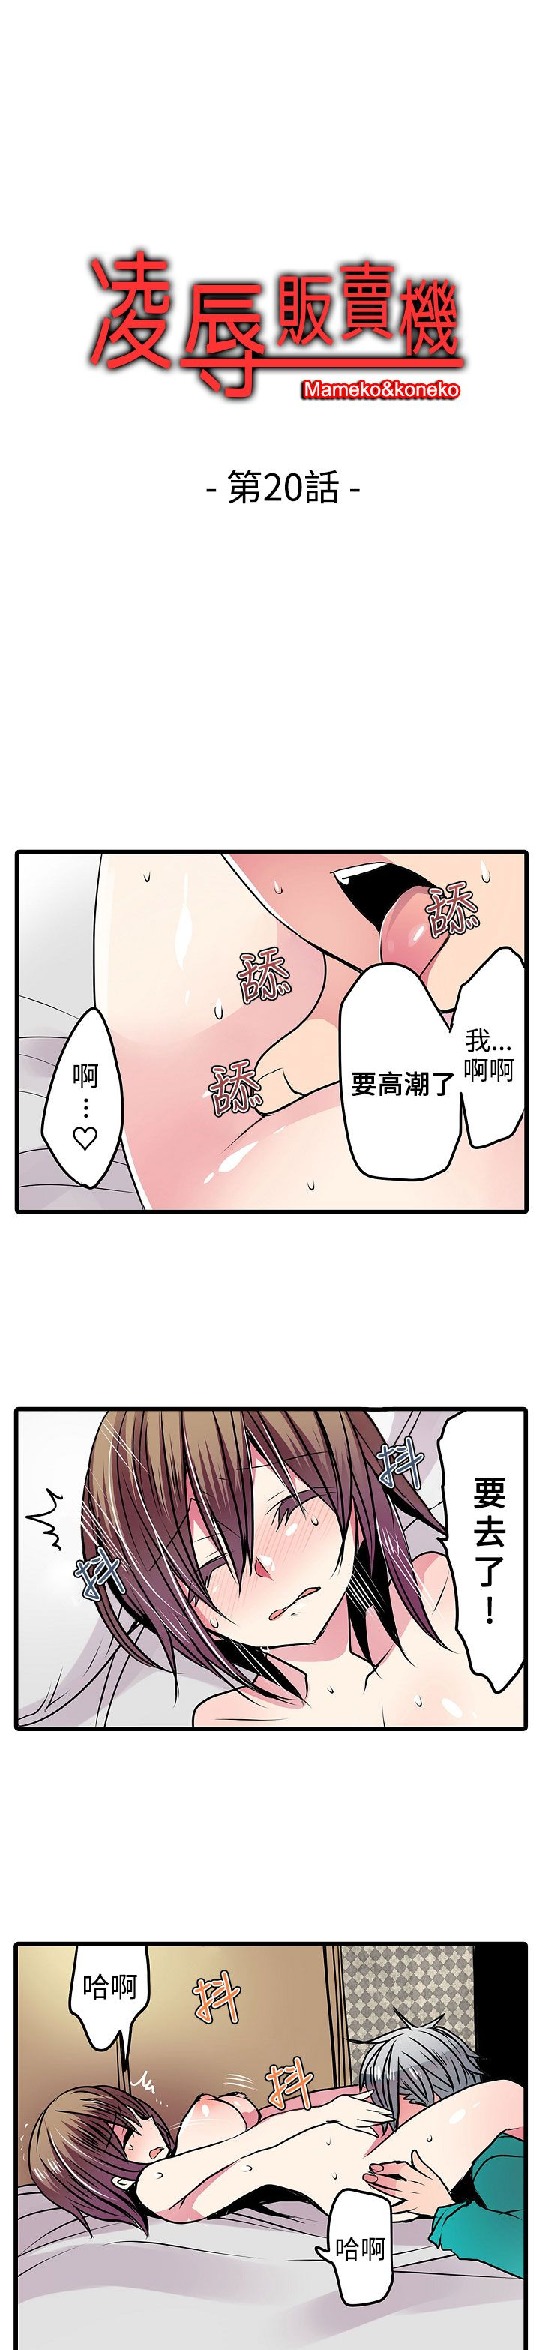 凌辱販賣機
Mameko&koneko
- 第20話 -
舔
舔
舔
我…
啊啊
要高潮了
啊…♡
抖
要去了！
抖
哈啊
抖
抖
哈啊